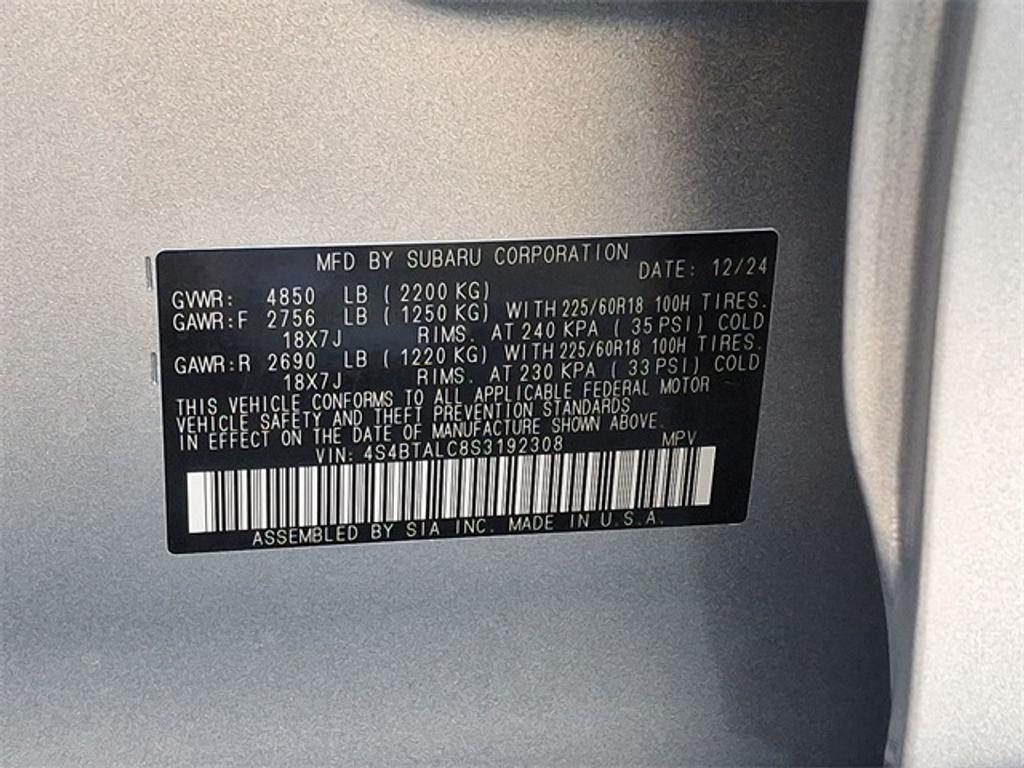 MFD BY SUBARU CORPORATION
DATE: 12/24
GVWR: 4850 LB ( 2200 KG)
GAWR:F 2756 LB ( 1250 KG) WITH 225/60R18 100H TIRES.
18X7J RIMS. AT 240 KPA ( 35 PSI) COLD
GAWR:R 2690 LB ( 1220 KG) WITH 225/60R18 100H TIRES.
18X7J RIMS. AT 230 KPA ( 33 PSI) COLD
THIS VEHICLE CONFORMS TO ALL APPLICABLE FEDERAL MOTOR
VEHICLE SAFETY AND THEFT PREVENTION STANDARDS
IN EFFECT ON THE DATE OF MANUFACTURE SHOWN ABOVE.
VIN: 4S4BTALC8S3192308 MPV
ASSEMBLED BY SIA INC. MADE IN U.S.A.